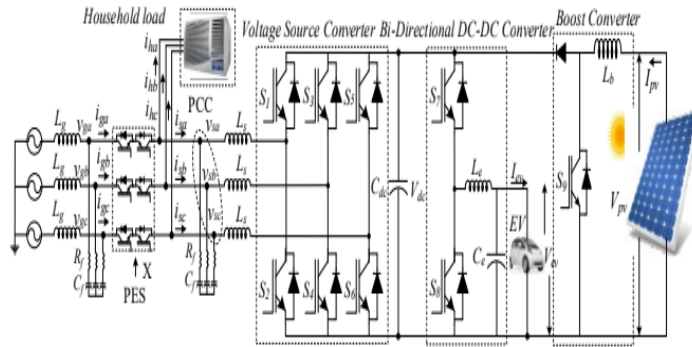 Household load
Voltage Source Converter
Bi-Directional DC-DC Converter
Boost Converter
i_ha
i_hb
i_hc
PCC
L_g
v_ga
i_ga
i_sa
v_sa
L_s
L_g
v_gb
i_gb
i_sb
v_sb
L_s
L_g
v_gc
i_gc
i_sc
v_sc
L_s
R_f
C_f
X
PES
R_f
C_f
S_1
S_3
S_5
S_2
S_4
S_6
C_dc
V_dc
S_7
S_8
L_e
I_ev
C_e
EV
V_ev
S_9
L_b
I_pv
V_pv